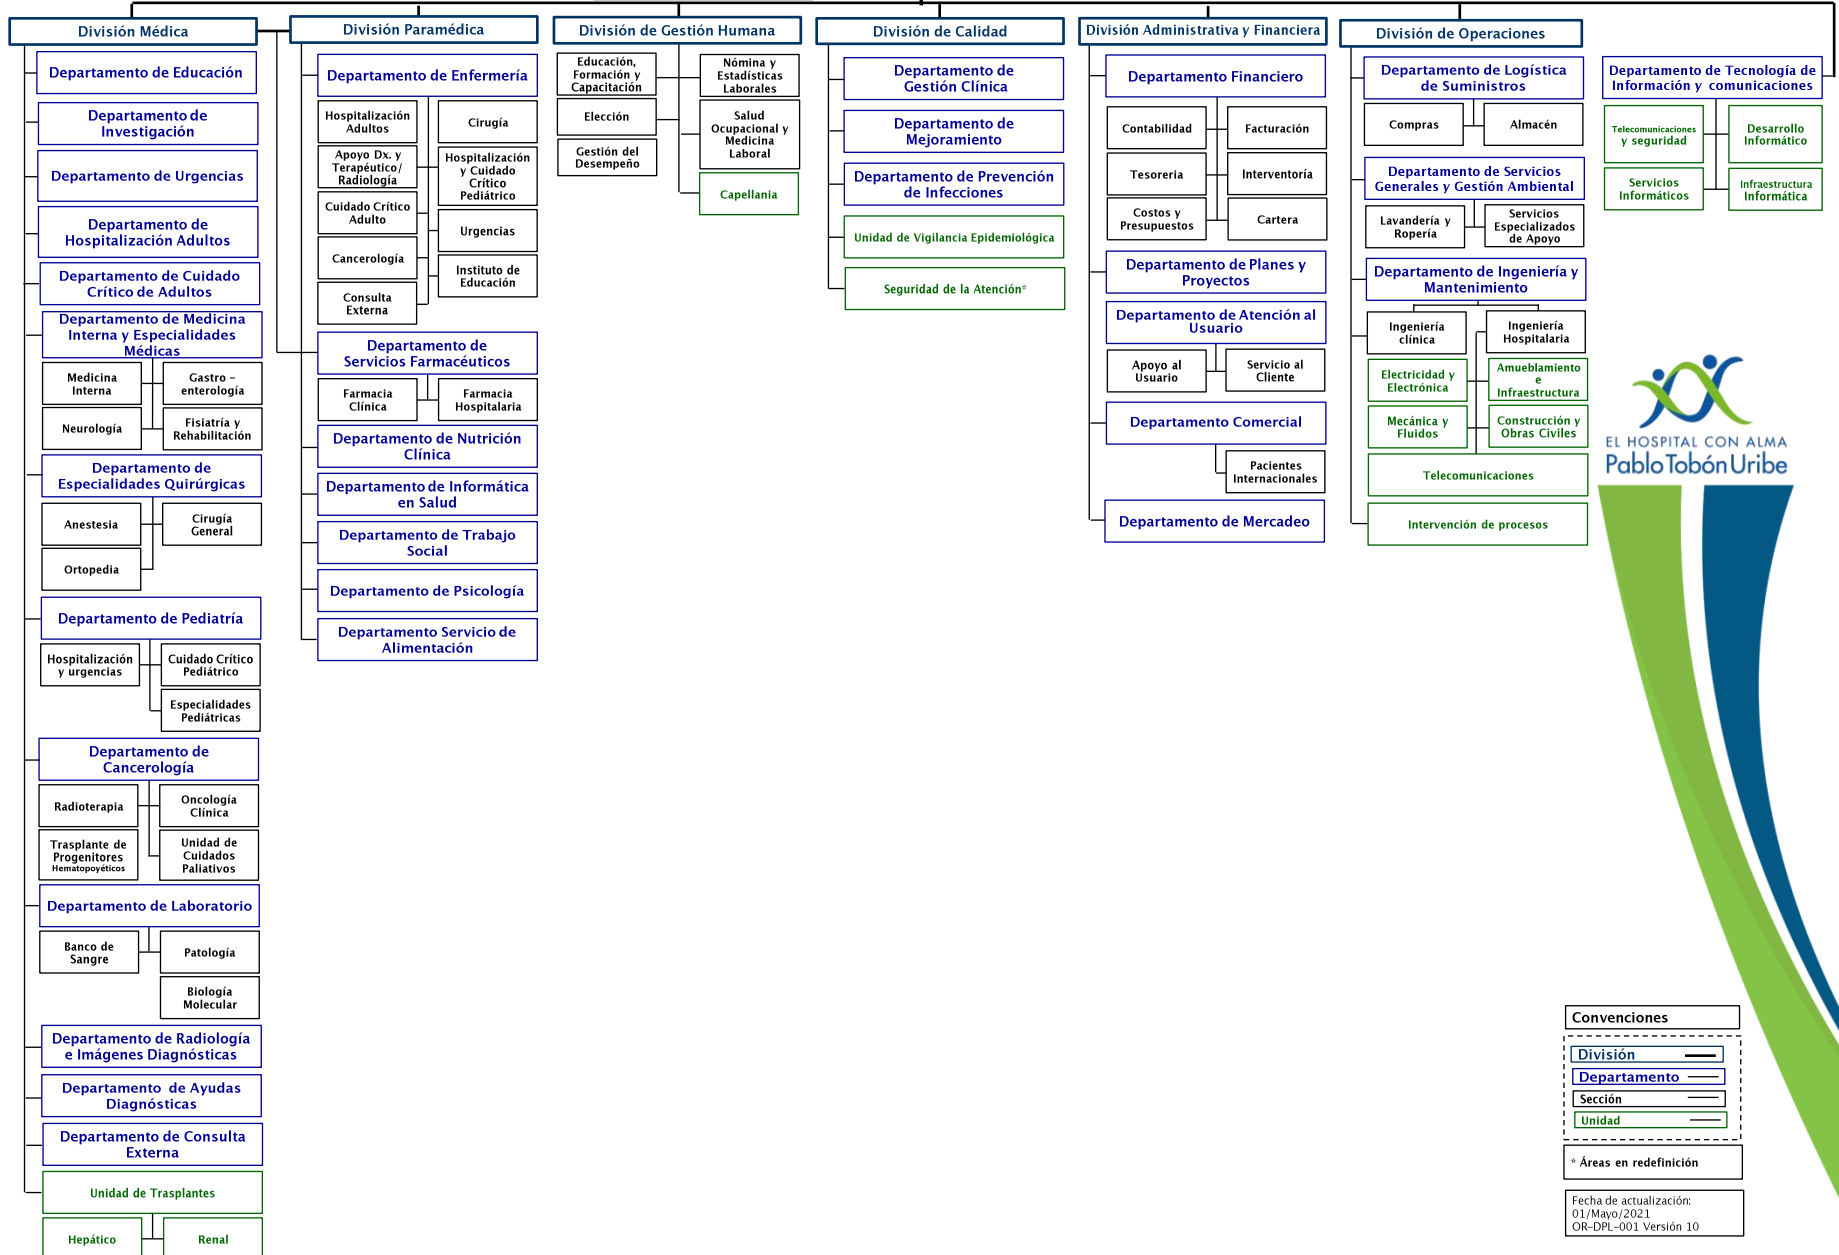 División Médica
Departamento de Educación
Departamento de
Investigación
Departamento de Urgencias
Departamento de
Hospitalización Adultos
Departamento de Cuidado
Crítico de Adultos
Departamento de Medicina
Interna y Especialidades
Médicas
Medicina
Interna
Gastro –
enterología
Neurología
Fisiatría y
Rehabilitación
Departamento de
Especialidades Quirúrgicas
Anestesia
Cirugía
General
Ortopedia
Departamento de Pediatría
Hospitalización
y urgencias
Cuidado Crítico
Pediátrico
Especialidades
Pediátricas
Departamento de
Cancerología
Radioterapia
Oncología
Clínica
Trasplante de
Progenitores
Hematopoyéticos
Unidad de
Cuidados
Paliativos
Departamento de Laboratorio
Banco de
Sangre
Patología
Biología
Molecular
Departamento de Radiología
e Imágenes Diagnósticas
Departamento de Ayudas
Diagnósticas
Departamento de Consulta
Externa
Unidad de Trasplantes
Hepático
Renal
División Paramédica
Departamento de Enfermería
Hospitalización
Adultos
Cirugía
Apoyo Dx. y
Terapéutico/
Radiología
Hospitalización
y Cuidado
Crítico
Pediátrico
Cuidado Crítico
Adulto
Urgencias
Cancerología
Instituto de
Educación
Consulta
Externa
Departamento de
Servicios Farmacéuticos
Farmacia
Clínica
Farmacia
Hospitalaria
Departamento de Nutrición
Clínica
Departamento de Informática
en Salud
Departamento de Trabajo
Social
Departamento de Psicología
Departamento Servicio de
Alimentación
División de Gestión Humana
Educación,
Formación y
Capacitación
Nómina y
Estadísticas
Laborales
Elección
Salud
Ocupacional y
Medicina
Laboral
Gestión del
Desempeño
Capellania
División de Calidad
Departamento de
Gestión Clínica
Departamento de
Mejoramiento
Departamento de Prevención
de Infecciones
Unidad de Vigilancia Epidemiológica
Seguridad de la Atención*
División Administrativa y Financiera
Departamento Financiero
Contabilidad
Facturación
Tesoreria
Interventoría
Costos y
Presupuestos
Cartera
Departamento de Planes y
Proyectos
Departamento de Atención al
Usuario
Apoyo al
Usuario
Servicio al
Cliente
Departamento Comercial
Pacientes
Internacionales
Departamento de Mercadeo
División de Operaciones
Departamento de Logística
de Suministros
Compras
Almacén
Departamento de Servicios
Generales y Gestión Ambiental
Lavandería y
Ropería
Servicios
Especializados
de Apoyo
Departamento de Ingeniería y
Mantenimiento
Ingeniería
clínica
Ingeniería
Hospitalaria
Electricidad y
Electrónica
Amueblamiento
e
Infraestructura
Mecánica y
Fluidos
Construcción y
Obras Civiles
Telecomunicaciones
Intervención de procesos
Departamento de Tecnología de
Información y comunicaciones
Telecomunicaciones
y seguridad
Desarrollo
Informático
Servicios
Informáticos
Infraestructura
Informática
EL HOSPITAL CON ALMA
Pablo Tobón Uribe
Convenciones
División
Departamento
Sección
Unidad
* Áreas en redefinición
Fecha de actualización:
01/Mayo/2021
OR-DPL-001 Versión 10